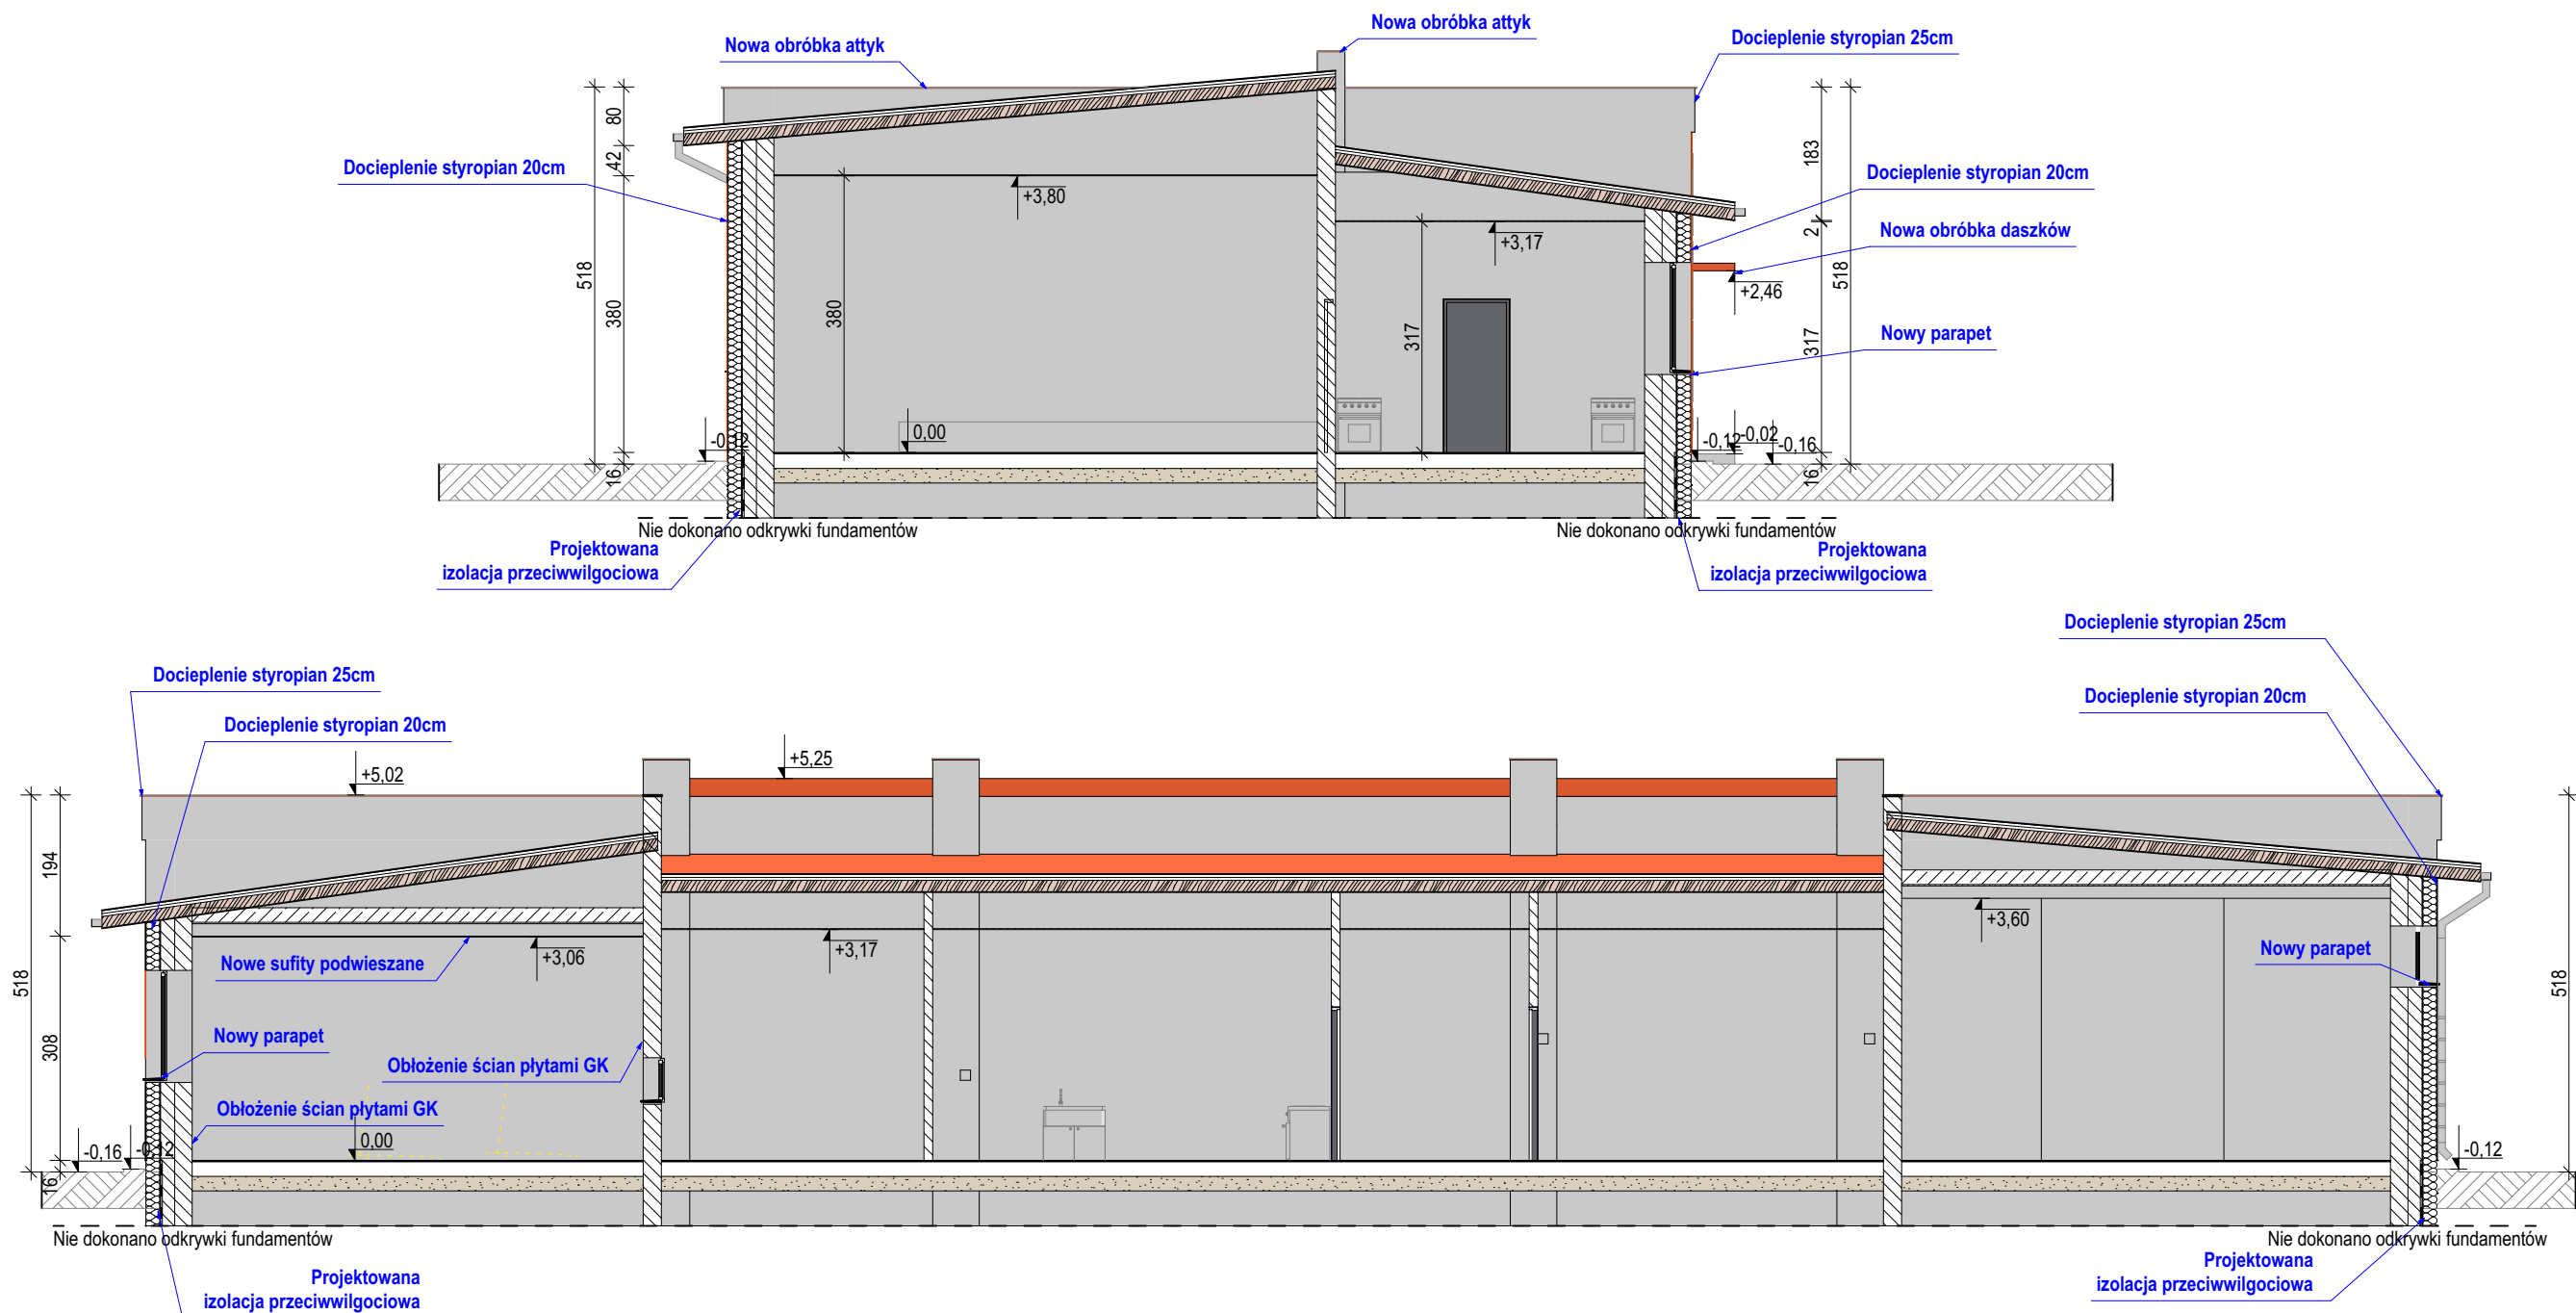 Nowa obróbka attyk
Nowa obróbka attyk
Docieplenie styropian 25cm
Docieplenie styropian 20cm
Docieplenie styropian 20cm
Nowa obróbka daszków
Nowy parapet
518
80
42
380
16
380
+3,80
0,00
-0,12
317
+3,17
+2,46
-0,12
-0,02
-0,16
183
2
317
16
518
Nie dokonano odkrywki fundamentów
Nie dokonano odkrywki fundamentów
Projektowana
izolacja przeciwwilgociowa
Projektowana
izolacja przeciwwilgociowa
Docieplenie styropian 25cm
Docieplenie styropian 20cm
Docieplenie styropian 25cm
Docieplenie styropian 20cm
+5,02
+5,25
518
194
308
16
Nowe sufity podwieszane
+3,06
+3,17
+3,60
Nowy parapet
Nowy parapet
Obłożenie ścian płytami GK
Obłożenie ścian płytami GK
0,00
-0,16
-0,12
-0,12
518
Nie dokonano odkrywki fundamentów
Nie dokonano odkrywki fundamentów
Projektowana
izolacja przeciwwilgociowa
Projektowana
izolacja przeciwwilgociowa